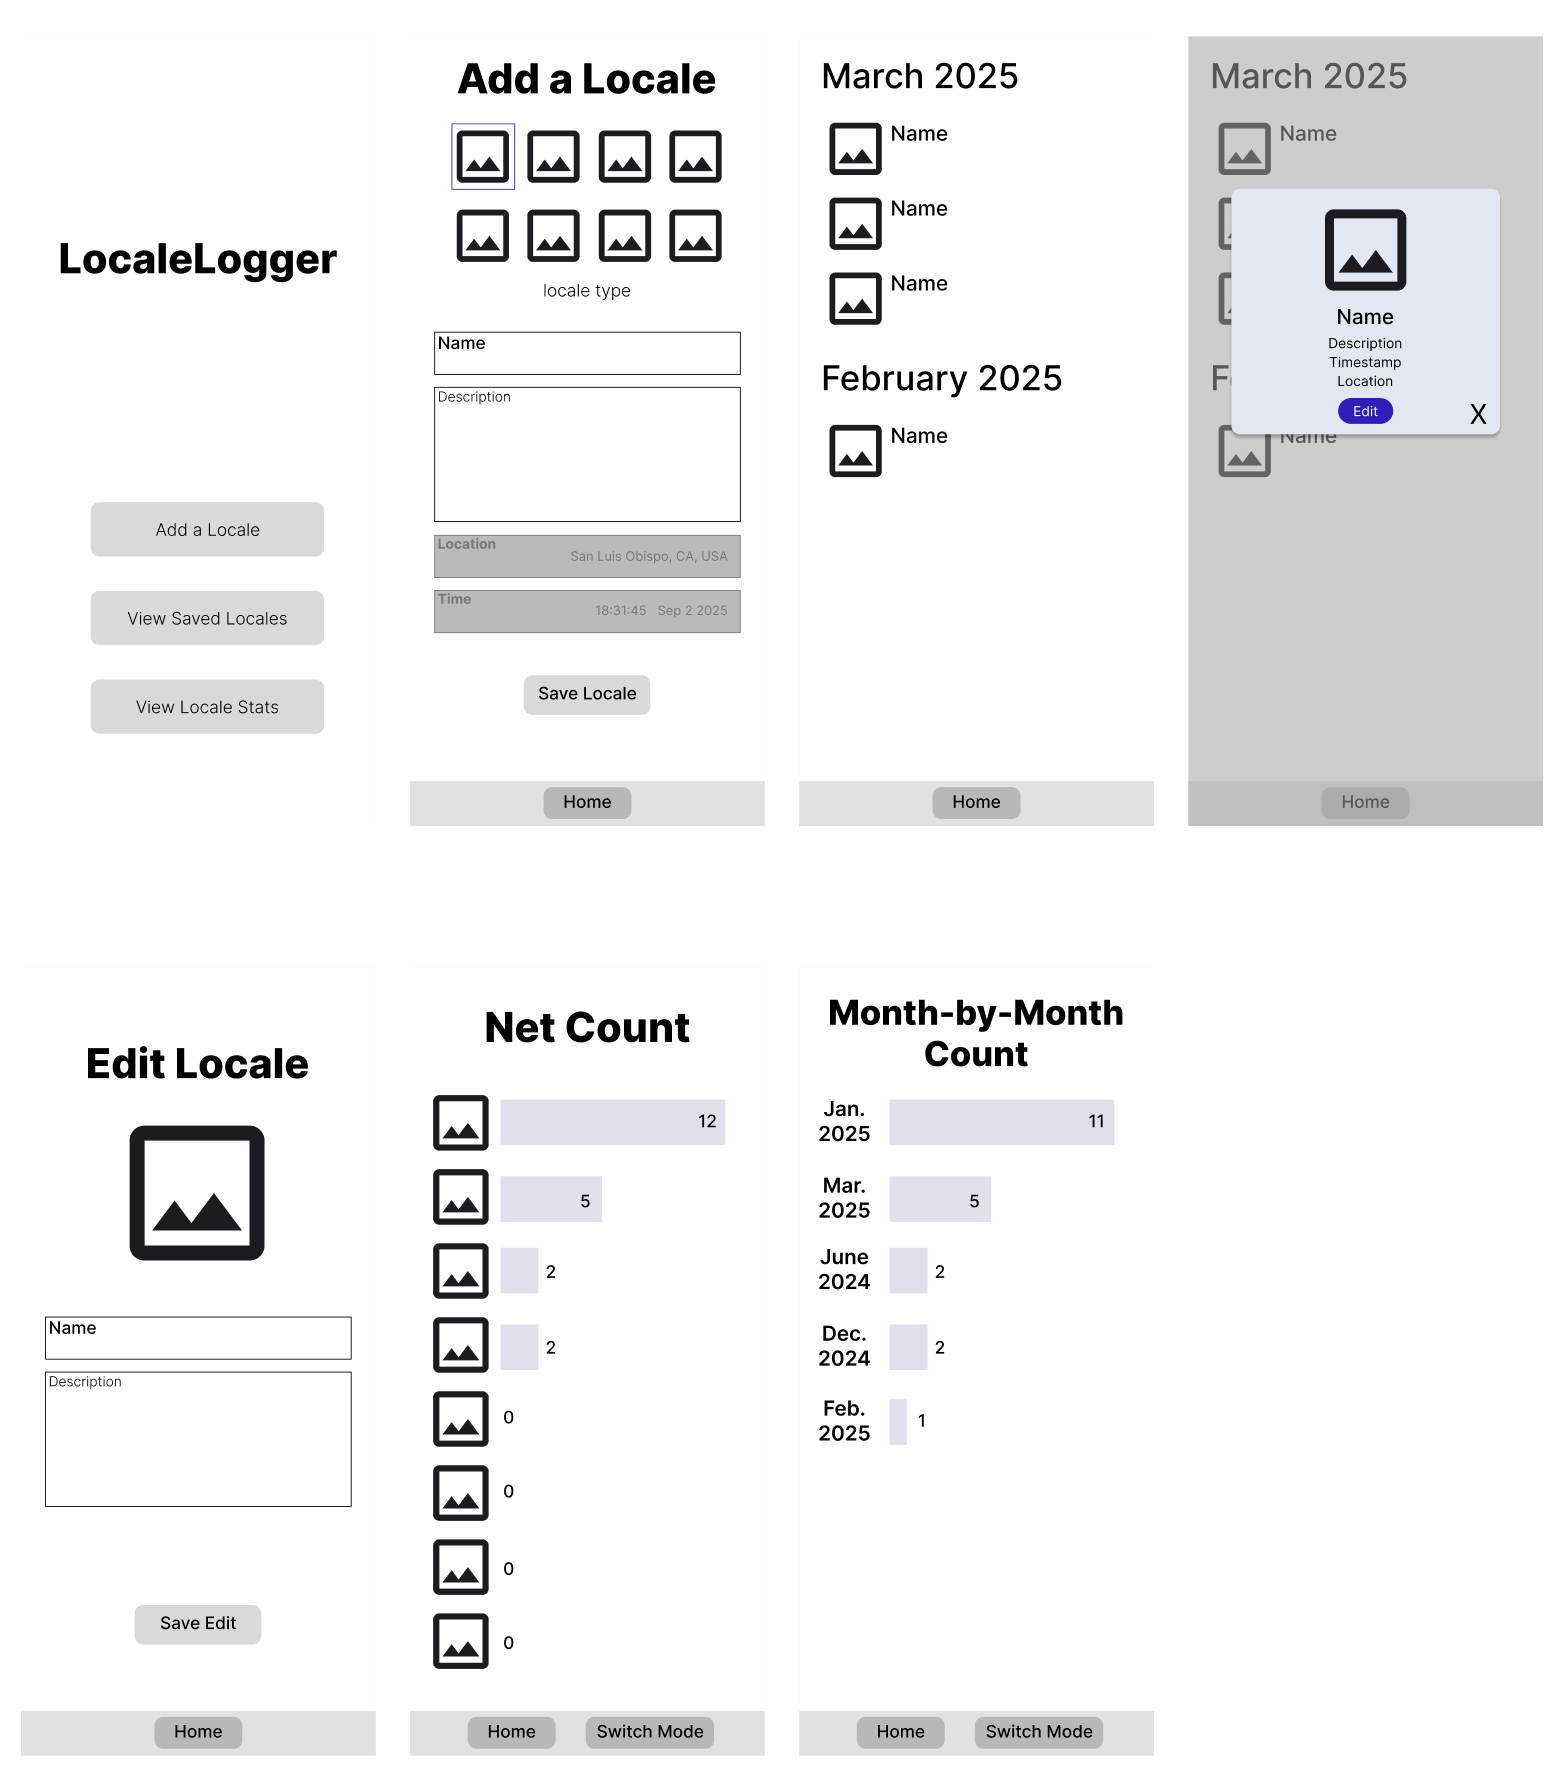 LocaleLogger
Add a Locale
View Saved Locales
View Locale Stats
Add a Locale
locale type
Name
Description
Location
San Luis Obispo, CA, USA
Time
18:31:45 Sep 2 2025
Save Locale
Home
March 2025
Name
Name
Name
February 2025
Name
Home
March 2025
Name
Name
Description
Timestamp
Location
Edit
X
F
Name
Home
Edit Locale
Name
Description
Save Edit
Home
Net Count
12
5
2
2
0
0
0
0
Home
Switch Mode
Month-by-Month
Count
Jan.
2025
11
Mar.
2025
5
June
2024
2
Dec.
2024
2
Feb.
2025
1
Home
Switch Mode